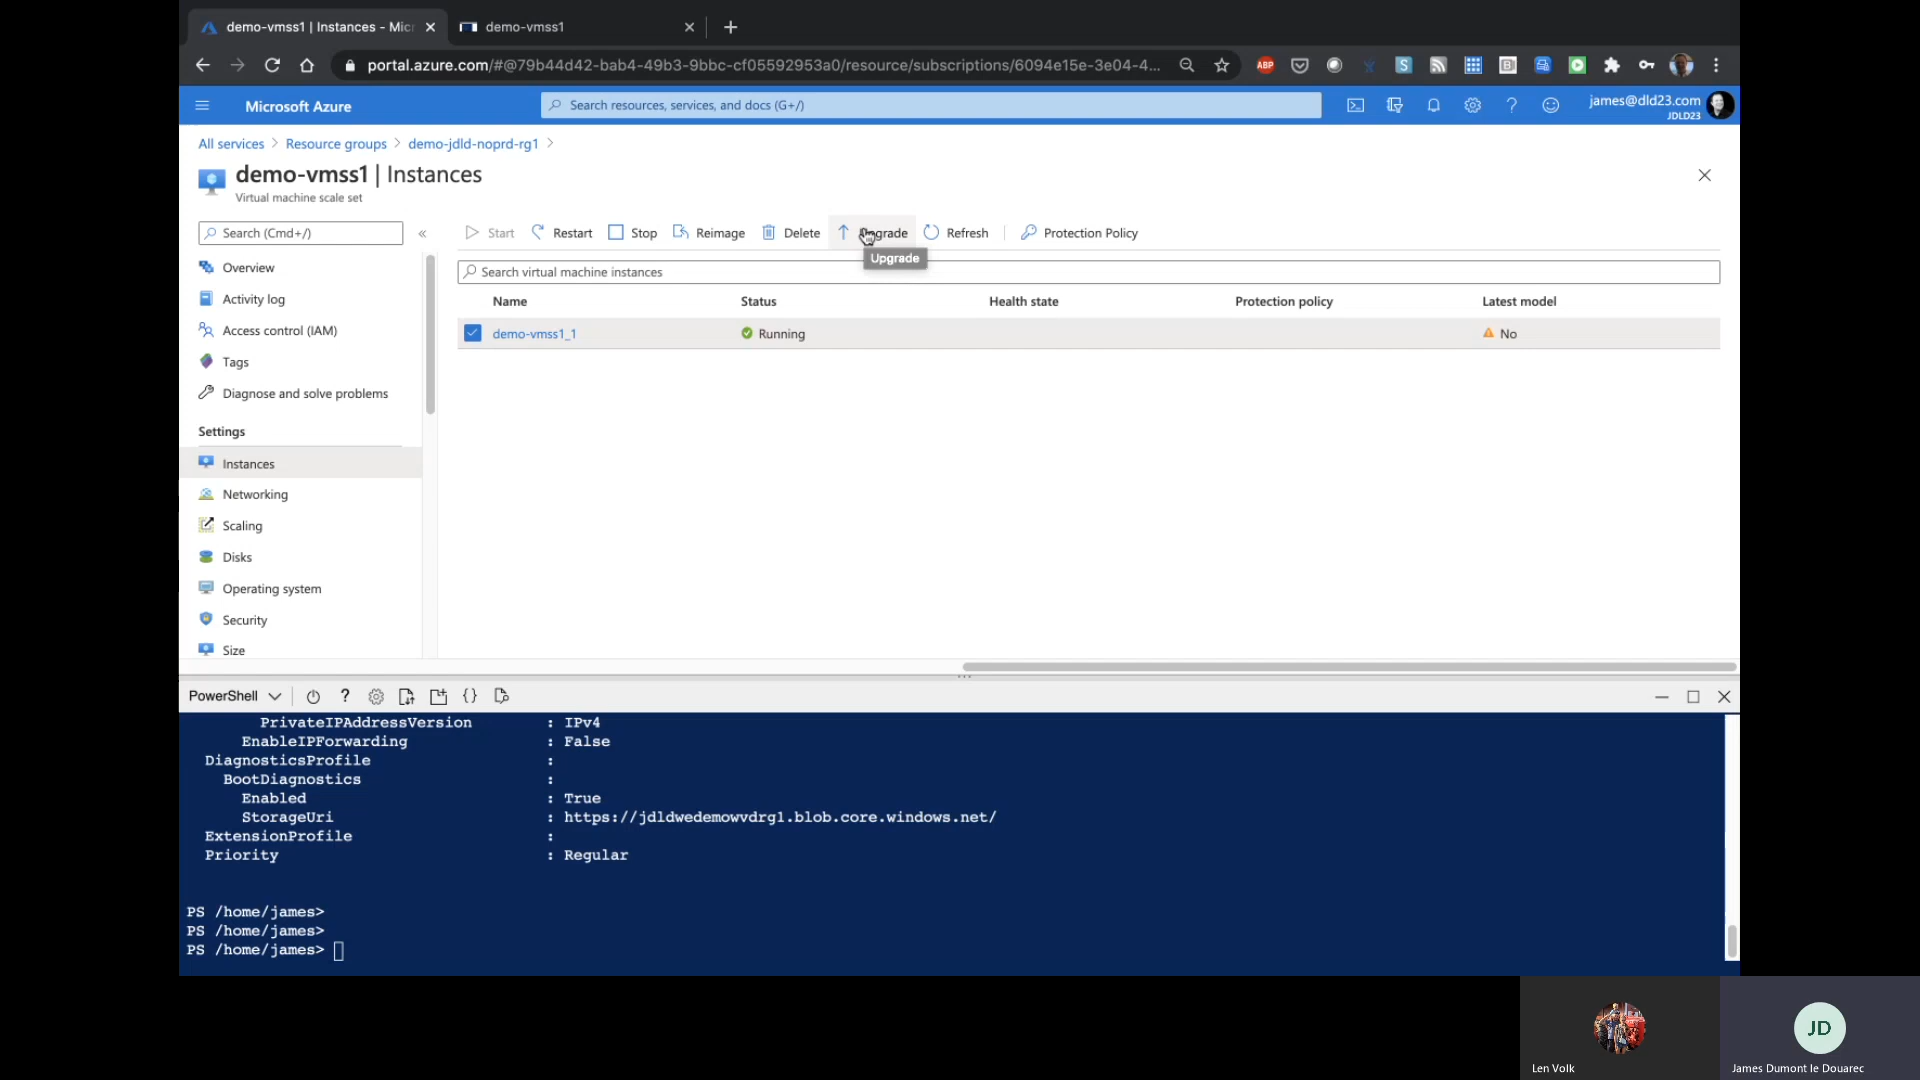 demo-vmss1 | Instances - Micr
demo-vmss1
portal.azure.com/#@79b44d42-bab4-49b3-9bbc-cf05592953a0/resource/subscriptions/6094e15e-3e04-4...
ABP
S
B
Microsoft Azure
Search resources, services, and docs (G+/)
james@dld23.com
JDLD23
All services > Resource groups > demo-jdld-noprd-rg1 >
demo-vmss1 | Instances
Virtual machine scale set
Search (Cmd+/)
Start
Restart
Stop
Reimage
Delete
Upgrade
Refresh
Protection Policy
Upgrade
Search virtual machine instances
Name
Status
Health state
Protection policy
Latest model
demo-vmss1_1
Running
No
Overview
Activity log
Access control (IAM)
Tags
Diagnose and solve problems
Settings
Instances
Networking
Scaling
Disks
Operating system
Security
Size
PowerShell
PrivateIPAddressVersion : IPv4
EnableIPForwarding : False
DiagnosticsProfile :
BootDiagnostics :
Enabled : True
StorageUri : https://jdldwedemowvdrg1.blob.core.windows.net/
ExtensionProfile :
Priority : Regular
PS /home/james>
PS /home/james>
PS /home/james>
JD
Len Volk
James Dumont le Douarec